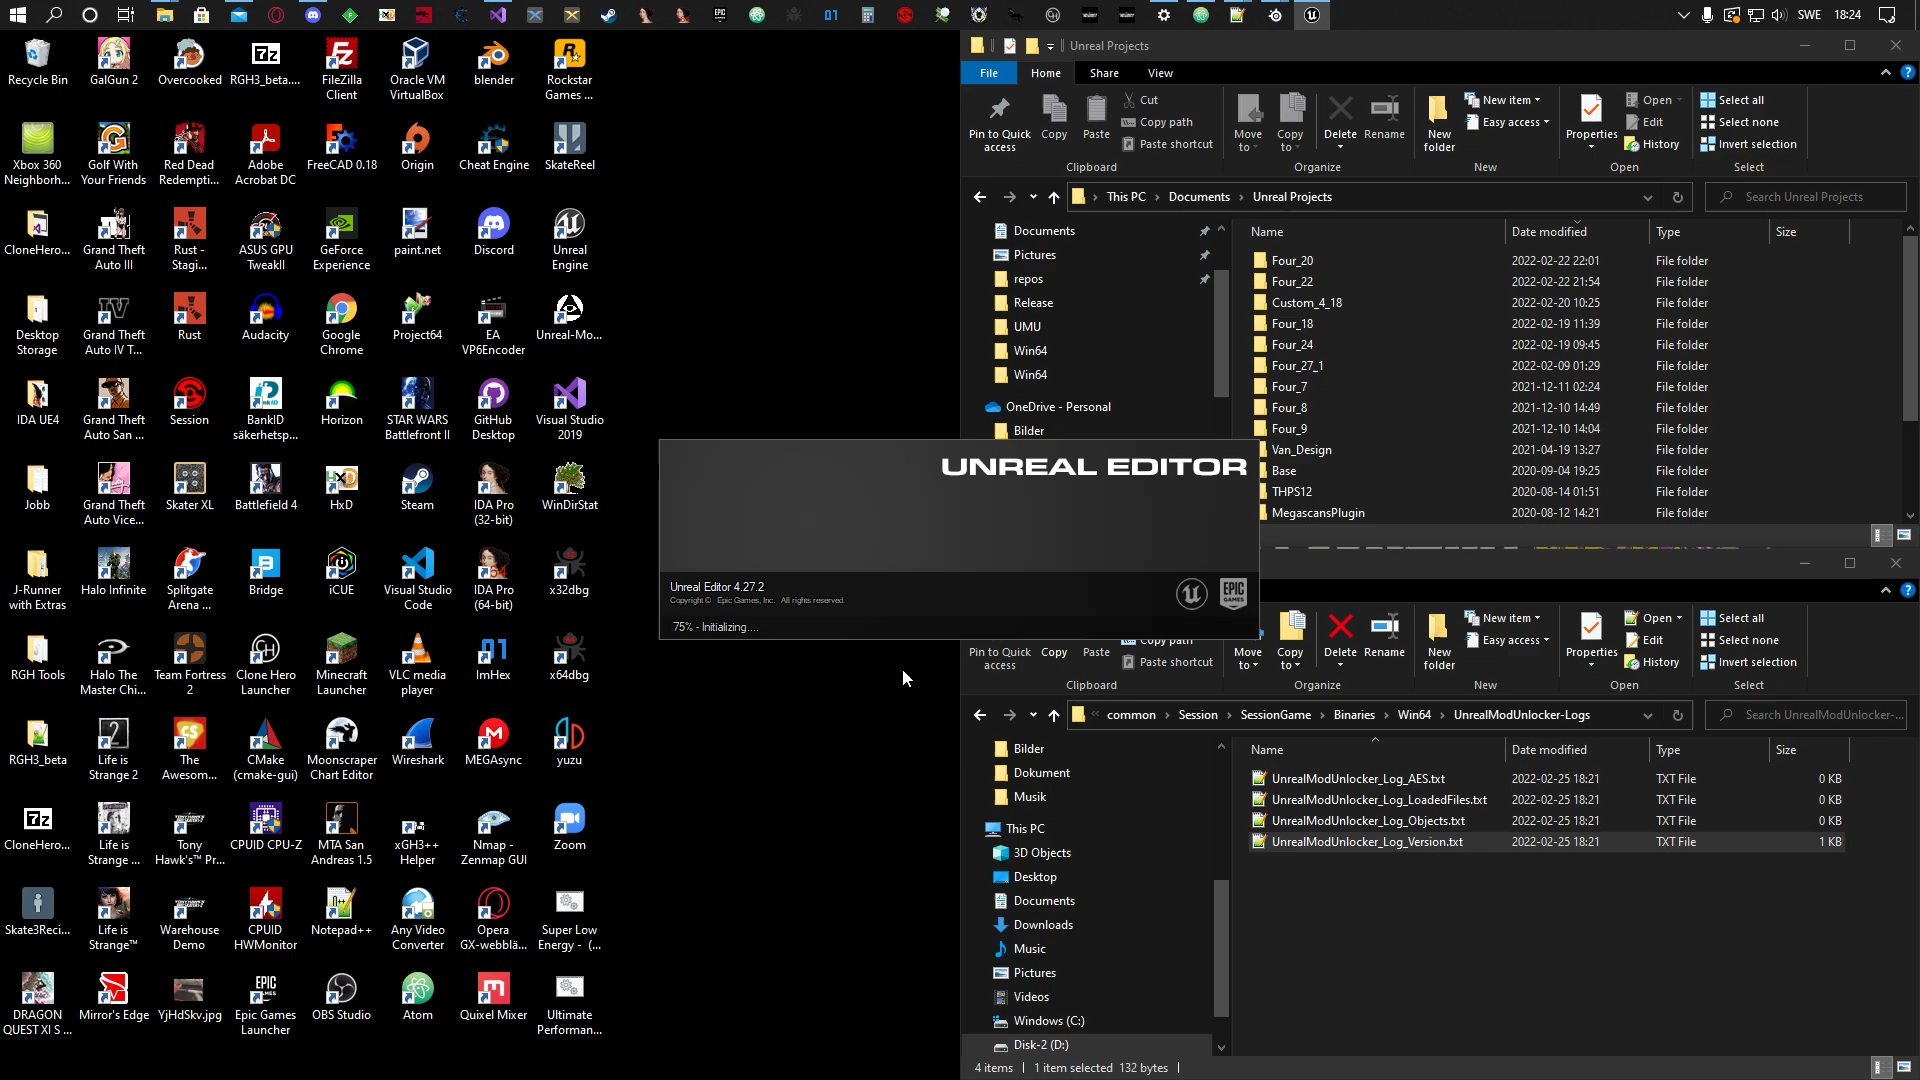 SWE
18:24
Recycle Bin
GalGun 2
Overcooked
RGH3_beta....
FileZilla Client
Oracle VM VirtualBox
blender
Rockstar Games ...
Xbox 360 Neighborh...
Golf With Your Friends
Red Dead Redempti...
Adobe Acrobat DC
FreeCAD 0.18
Origin
Cheat Engine
SkateReel
CloneHero...
Grand Theft Auto III
Rust - Stagi...
ASUS GPU TweakII
GeForce Experience
paint.net
Discord
Unreal Engine
Desktop Storage
Grand Theft Auto IV T...
Rust
Audacity
Google Chrome
Project64
EA VP6Encoder
Unreal-Mo...
IDA UE4
Grand Theft Auto San ...
Session
BankID säkerhetsp...
Horizon
STAR WARS Battlefront II
GitHub Desktop
Visual Studio 2019
Jobb
Grand Theft Auto Vice...
Skater XL
Battlefield 4
HxD
Steam
IDA Pro (32-bit)
WinDirStat
J-Runner with Extras
Halo Infinite
Splitgate Arena ...
Bridge
iCUE
Visual Studio Code
IDA Pro (64-bit)
x32dbg
RGH Tools
Halo The Master Chi...
Team Fortress 2
Clone Hero Launcher
Minecraft Launcher
VLC media player
ImHex
x64dbg
RGH3_beta
Life is Strange 2
The Awesom...
CMake (cmake-gui)
Moonscraper Chart Editor
Wireshark
MEGAsync
yuzu
CloneHero...
Life is Strange ...
Tony Hawk's™ Pr...
CPUID CPU-Z
MTA San Andreas 1.5
xGH3++ Helper
Nmap - Zenmap GUI
Zoom
Skate3Reci...
Life is Strange™
Warehouse Demo
CPUID HWMonitor
Notepad++
Any Video Converter
Opera GX-webblä...
Super Low Energy - (...
DRAGON QUEST XI S ...
Mirror's Edge
YjHdSkv.jpg
Epic Games Launcher
OBS Studio
Atom
Quixel Mixer
Ultimate Performan...
Unreal Projects
File Home Share View
Pin to Quick access
Copy
Paste
Cut
Copy path
Paste shortcut
Move to
Copy to
Delete
Rename
New folder
New item
Easy access
Properties
Open
Edit
History
Select all
Select none
Invert selection
Clipboard Organize New Open Select
This PC > Documents > Unreal Projects
Search Unreal Projects
Documents
Pictures
repos
Release
UMU
Win64
Win64
OneDrive - Personal
Bilder
Name Date modified Type Size
Four_20 2022-02-22 22:01 File folder
Four_22 2022-02-22 21:54 File folder
Custom_4_18 2022-02-20 10:25 File folder
Four_18 2022-02-19 11:39 File folder
Four_24 2022-02-19 09:45 File folder
Four_27_1 2022-02-09 01:29 File folder
Four_7 2021-12-11 02:24 File folder
Four_8 2021-12-10 14:49 File folder
Four_9 2021-12-10 14:04 File folder
Van_Design 2021-04-19 13:27 File folder
Base 2020-09-04 19:25 File folder
THPS12 2020-08-14 01:51 File folder
MegascansPlugin 2020-08-12 14:21 File folder
UNREAL EDITOR
Unreal Editor 4.27.2
Copyright © Epic Games, Inc. All rights reserved.
EPIC GAMES
75% - Initializing....
Pin to Quick access
Copy
Paste
Copy path
Paste shortcut
Move to
Copy to
Delete
Rename
New folder
New item
Easy access
Properties
Open
Edit
History
Select all
Select none
Invert selection
Clipboard Organize New Open Select
« common > Session > SessionGame > Binaries > Win64 > UnrealModUnlocker-Logs
Search UnrealModUnlocker-...
Bilder
Dokument
Musik
This PC
3D Objects
Desktop
Documents
Downloads
Music
Pictures
Videos
Windows (C:)
Disk-2 (D:)
Name Date modified Type Size
UnrealModUnlocker_Log_AES.txt 2022-02-25 18:21 TXT File 0 KB
UnrealModUnlocker_Log_LoadedFiles.txt 2022-02-25 18:21 TXT File 0 KB
UnrealModUnlocker_Log_Objects.txt 2022-02-25 18:21 TXT File 0 KB
UnrealModUnlocker_Log_Version.txt 2022-02-25 18:21 TXT File 1 KB
4 items | 1 item selected 132 bytes |